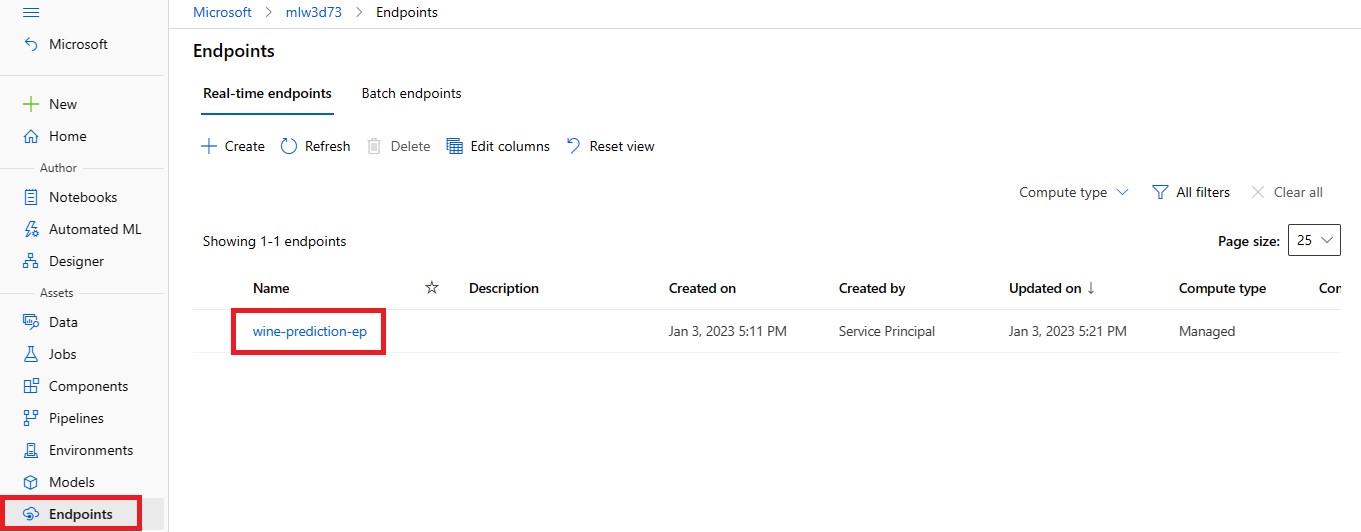 Microsoft > mlw3d73 > Endpoints
Microsoft
New
Home
Author
Notebooks
Automated ML
Designer
Assets
Data
Jobs
Components
Pipelines
Environments
Models
Endpoints
Endpoints
Real-time endpoints Batch endpoints
Create Refresh Delete Edit columns Reset view
Compute type All filters Clear all
Showing 1-1 endpoints Page size: 25
Name Description Created on Created by Updated on ↓ Compute type
wine-prediction-ep Jan 3, 2023 5:11 PM Service Principal Jan 3, 2023 5:21 PM Managed